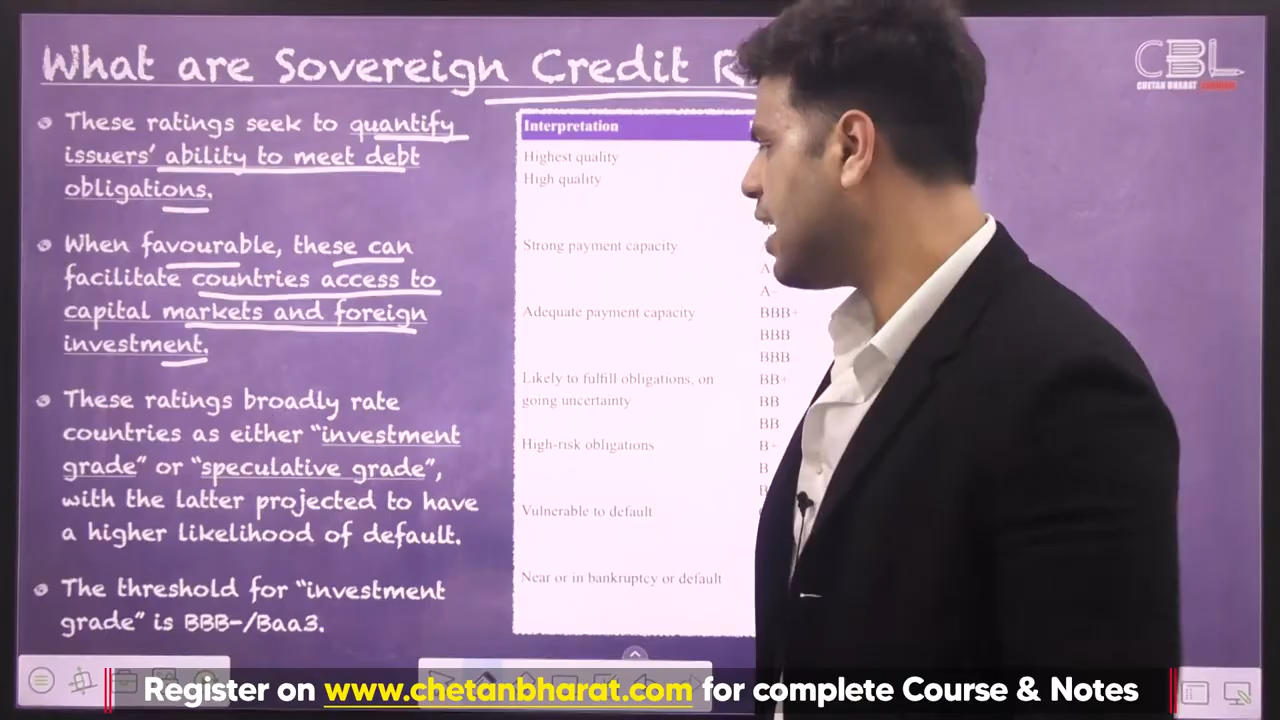 What are Sovereign Credit
CBL
CHETAN BHARAT LEARNING
These ratings seek to quantify
issuers’ ability to meet debt
obligations.
When favourable, these can
facilitate countries access to
capital markets and foreign
investment.
These ratings broadly rate
countries as either “investment
grade” or “speculative grade”,
with the latter projected to have
a higher likelihood of default.
The threshold for “investment
grade” is BBB-/Baa3.
Interpretation
Highest quality
High quality
Strong payment capacity
A
A-
Adequate payment capacity BBB+
BBB
BBB
Likely to fulfill obligations, on BB+
going uncertainty BB
BB
High-risk obligations B+
B
B
Vulnerable to default
Near or in bankruptcy or default
Register on www.chetanbharat.com for complete Course & Notes